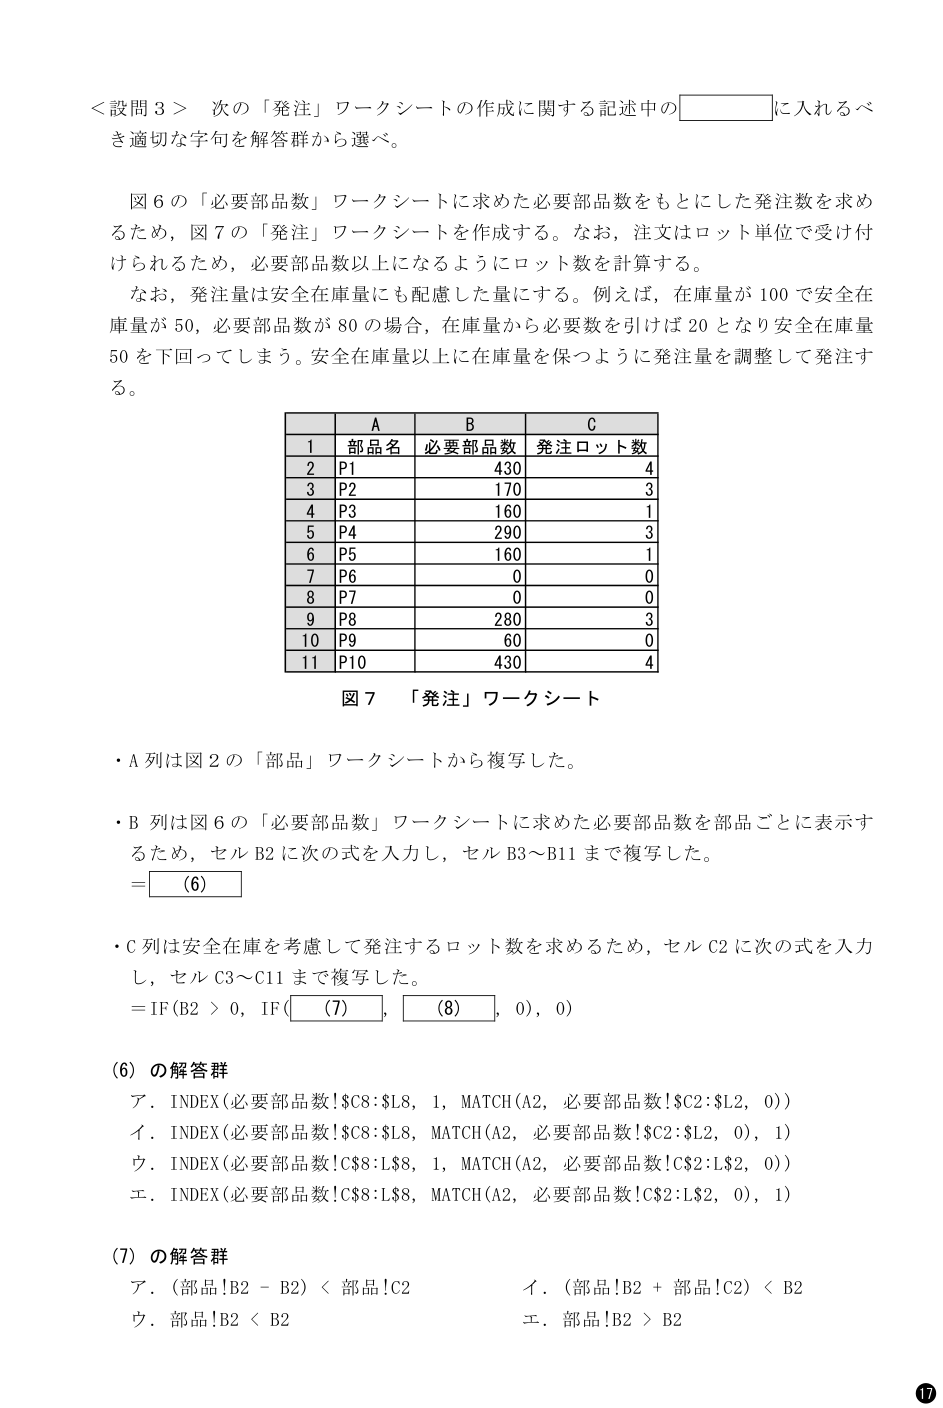 ＜設問３＞　次の「発注」ワークシートの作成に関する記述中の　　　　に入れるべ
き適切な字句を解答群から選べ。
図６の「必要部品数」ワークシートに求めた必要部品数をもとにした発注数を求め
るため，図７の「発注」ワークシートを作成する。なお，注文はロット単位で受け付
けられるため，必要部品数以上になるようにロット数を計算する。
なお，発注量は安全在庫量にも配慮した量にする。例えば，在庫量が 100 で安全在
庫量が 50，必要部品数が 80 の場合，在庫量から必要数を引けば 20 となり安全在庫量
50 を下回ってしまう。安全在庫量以上に在庫量を保つように発注量を調整して発注す
る。
A B C
1 部品名 必要部品数 発注ロット数
2 P1 430 4
3 P2 170 3
4 P3 160 1
5 P4 290 3
6 P5 160 1
7 P6 0 0
8 P7 0 0
9 P8 280 3
10 P9 60 0
11 P10 430 4
図７　「発注」ワークシート
・A 列は図２の「部品」ワークシートから複写した。
・B 列は図６の「必要部品数」ワークシートに求めた必要部品数を部品ごとに表示す
るため，セル B2 に次の式を入力し，セル B3～B11 まで複写した。
＝ (6)
・C 列は安全在庫を考慮して発注するロット数を求めるため，セル C2 に次の式を入力
し，セル C3～C11 まで複写した。
＝IF(B2 > 0, IF( (7) , (8) , 0), 0)
(6) の解答群
ア．INDEX(必要部品数!$C8:$L8, 1, MATCH(A2, 必要部品数!$C2:$L2, 0))
イ．INDEX(必要部品数!$C8:$L8, MATCH(A2, 必要部品数!$C2:$L2, 0), 1)
ウ．INDEX(必要部品数!C$8:L$8, 1, MATCH(A2, 必要部品数!C$2:L$2, 0))
エ．INDEX(必要部品数!C$8:L$8, MATCH(A2, 必要部品数!C$2:L$2, 0), 1)
(7) の解答群
ア．(部品!B2 - B2) < 部品!C2　　イ．(部品!B2 + 部品!C2) < B2
ウ．部品!B2 < B2　　エ．部品!B2 > B2
17